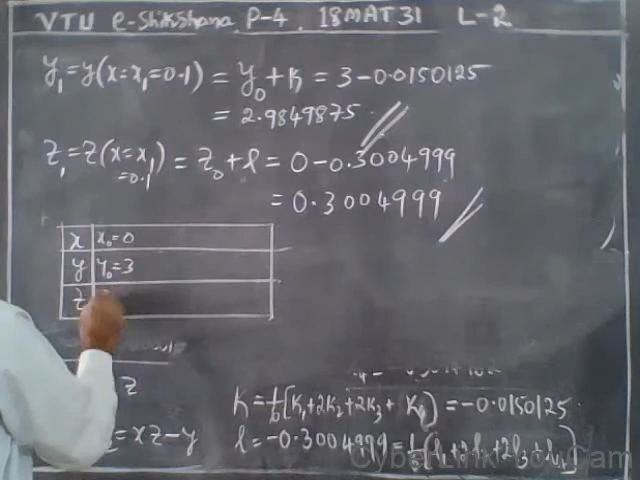 VTU e-Shikshana P-4, 18MAT31 L-2
y₁=y(x=x₁=0.1) = y₀+k = 3-0.0150125
= 2.9849875
z₁=z(x=x₁=0.1) = z₀+l = 0-0.3004999
= 0.3004999
x x₀=0
y y₀=3
z
z
k=1/6[k₁+2k₂+2k₃+k₄] = -0.0150125
= xz-y
l=-0.3004999=1/6[l₁+2l₂+2l₃+l₄]
CyberLink YouCam